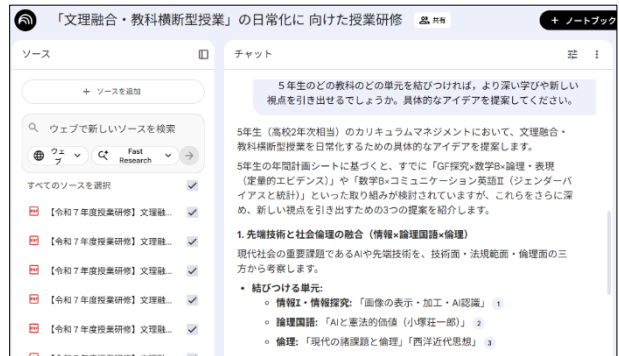 「文理融合・教科横断型授業」の日常化に 向けた授業研修
共有
+ ノートブック
ソース
+ ソースを追加
ウェブで新しいソースを検索
ウェブ
Fast Research
すべてのソースを選択
PDF 【令和７年度授業研修】文理融...
PDF 【令和７年度授業研修】文理融...
PDF 【令和７年度授業研修】文理融...
PDF 【令和７年度授業研修】文理融...
PDF 【令和７年度授業研修】文理融...
チャット
５年生のどの教科のどの単元を結びつければ、より深い学びや新しい
視点を引き出せるでしょうか。具体的なアイデアを提案してください。
5年生（高校2年次相当）のカリキュラムマネジメントにおいて、文理融合・
教科横断型授業を日常化するための具体的なアイデアを提案します。
5年生の年間計画シートに基づくと、すでに「GF探究×数学B×論理・表現
（定量的エビデンス）」や「数学B×コミュニケーション英語II（ジェンダーバ
イアスと統計）」といった取り組みが検討されていますが、これらをさらに深
め、新しい視点を引き出すための3つの提案を紹介します。
1. 先端技術と社会倫理の融合（情報×論理国語×倫理）
現代社会の重要課題であるAIや先端技術を、技術面・法規範面・倫理面の三
方から考察します。
• 結びつける単元:
○ 情報I・情報探究: 「画像の表示・加工・AI認識」 1
○ 論理国語: 「AIと憲法的価値（小塚荘一郎）」 2
○ 倫理: 「現代の諸課題と倫理」「西洋近代思想」 3